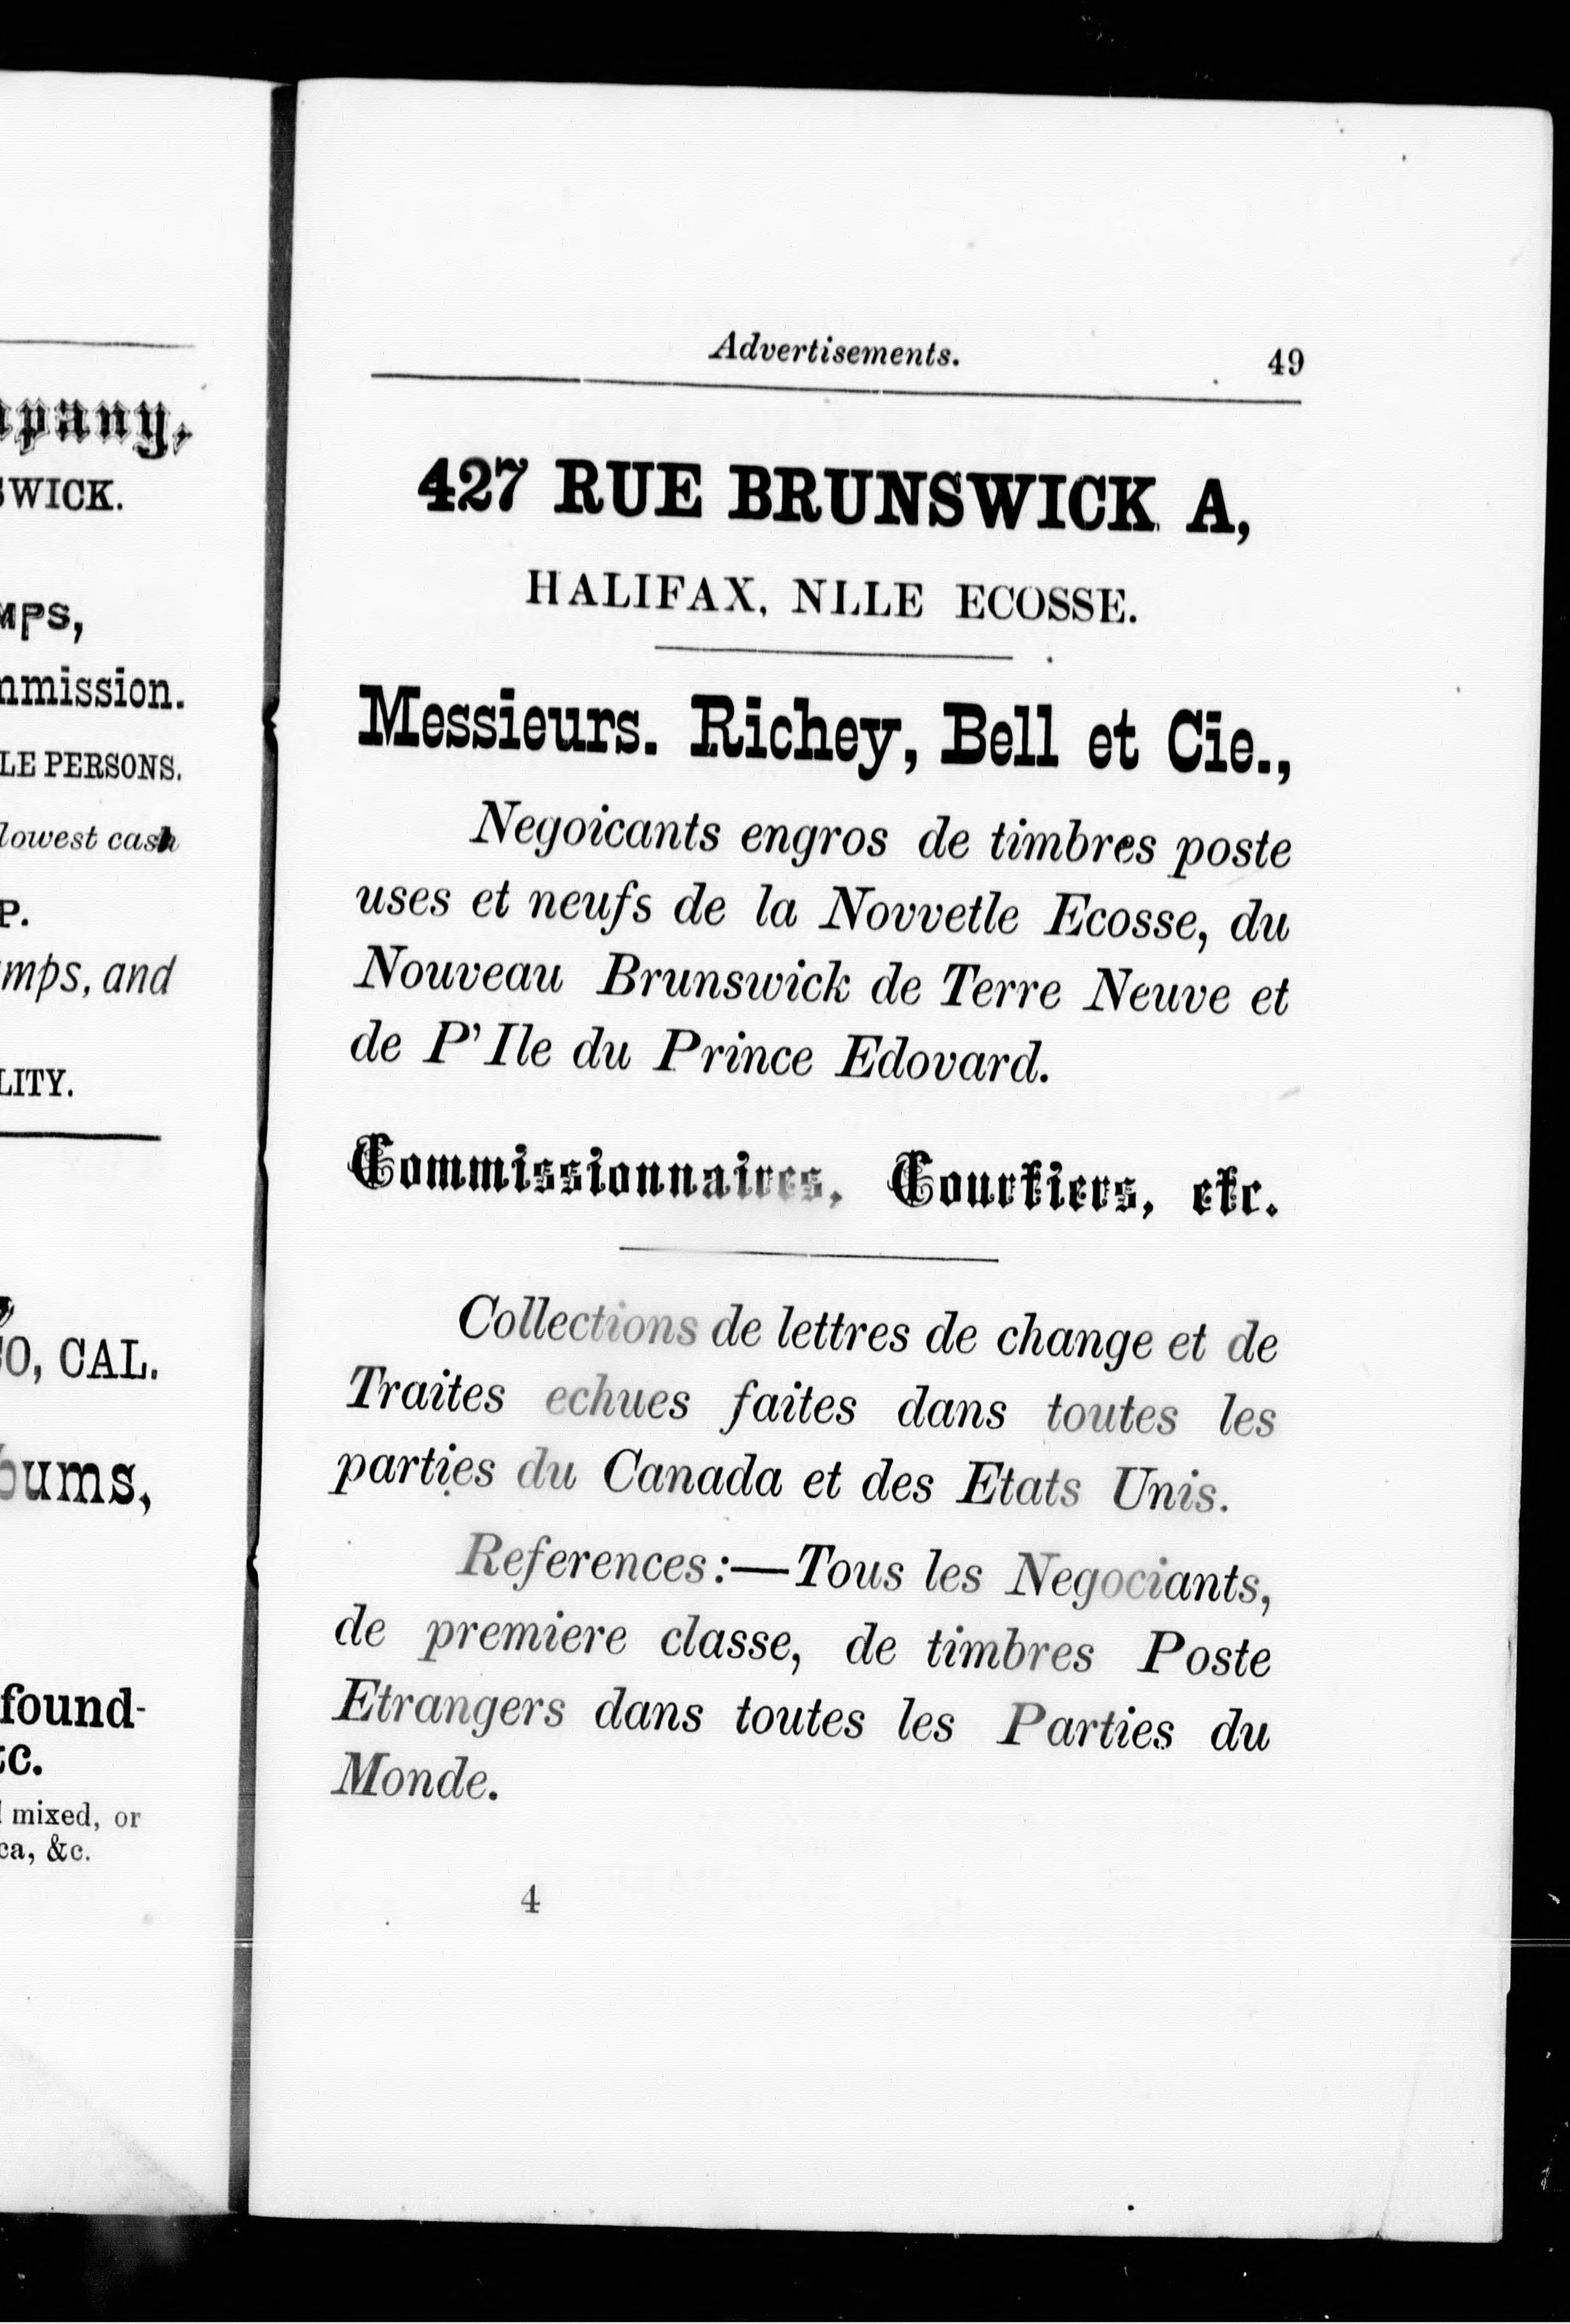 pany,
WICK.
MPS,
mmission.
LE PERSONS.
lowest cash
P.
mps, and
LITY.
O, CAL.
bums,
found-
c.
mixed, or
ca, &c.
Advertisements. 49
427 RUE BRUNSWICK A,
HALIFAX, NLLE ECOSSE.
Messieurs. Richey, Bell et Cie.,
Negoicants engros de timbres poste
uses et neufs de la Novvetle Ecosse, du
Nouveau Brunswick de Terre Neuve et
de P' Ile du Prince Edovard.
Commissionnaires, Courtiers, etc.
Collections de lettres de change et de
Traites echues faites dans toutes les
parties du Canada et des Etats Unis.
References:—Tous les Negociants,
de premiere classe, de timbres Poste
Etrangers dans toutes les Parties du
Monde.
4